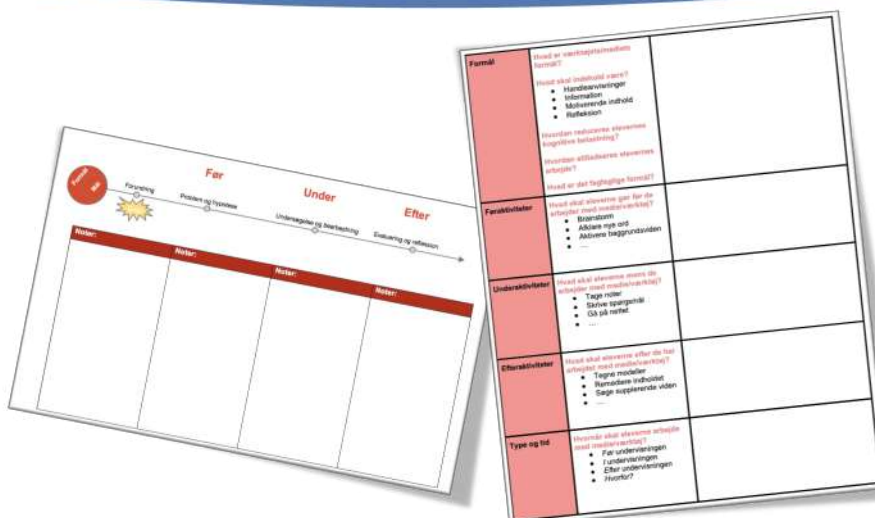 Formål
Mål
Forundring
Før
Problem og hypotese
Under
Undersøgelse og bearbejdning
Efter
Evaluering og refleksion
Noter:
Noter:
Noter:
Noter:
Formål
Hvad er værktøjets/mediets
formål?
Hvad skal indehold være?
Handleanvisninger
Information
Motiverende indhold
Refleksion
Hvordan reduceres elevernes
kognitive belastning?
Hvordan stilladseres elevernes
arbejde?
Hvad er det fagfaglige formål?
Føraktiviteter
Hvad skal eleverne gør før de
arbejder med medie/værktøj?
Brainstorm
Afklare nye ord
Aktivere baggrundsviden
....
Underaktiviteter
Hvad skal eleverne mens de
arbejder med medie/værktøj?
Tage noter
Skrive spørgsmål
Gå på nettet
...
Efteraktiviteter
Hvad skal eleverne efter de har
arbejdet med medie/værktøj?
Tegne modeller
Remediere indholdet
Søge supplerende viden
....
Type og tid
Hvornår skal eleverne arbejde
med medie/værktøj?
Før undervisningen
I undervisningen
Efter undervisningen
Hvorfor?